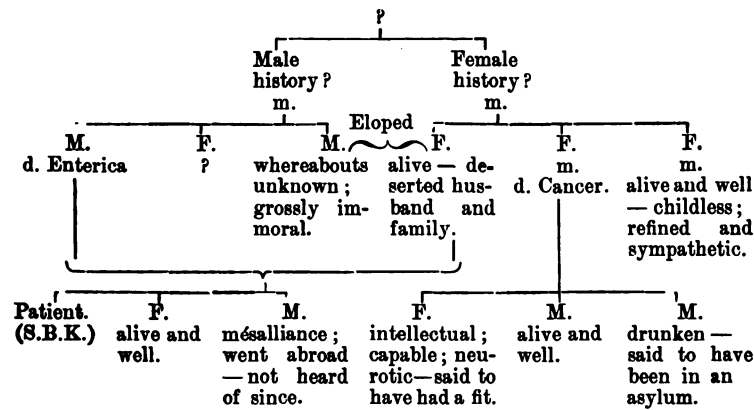 ?
Male Female
history? history?
m. m.
Eloped
M. F. M. F. F. F.
d. Enterica ? whereabouts alive — de- m. m.
unknown; serted hus- d. Cancer. alive and well
grossly im- band and — childless;
moral. family. refined and
sympathetic.
Patient. F. M. F. M. M.
(S.B.K.) alive and mésalliance; intellectual; alive and drunken —
well. went abroad capable; neu- well. said to have
— not heard rotic—said to been in an
of since. have had a fit. asylum.